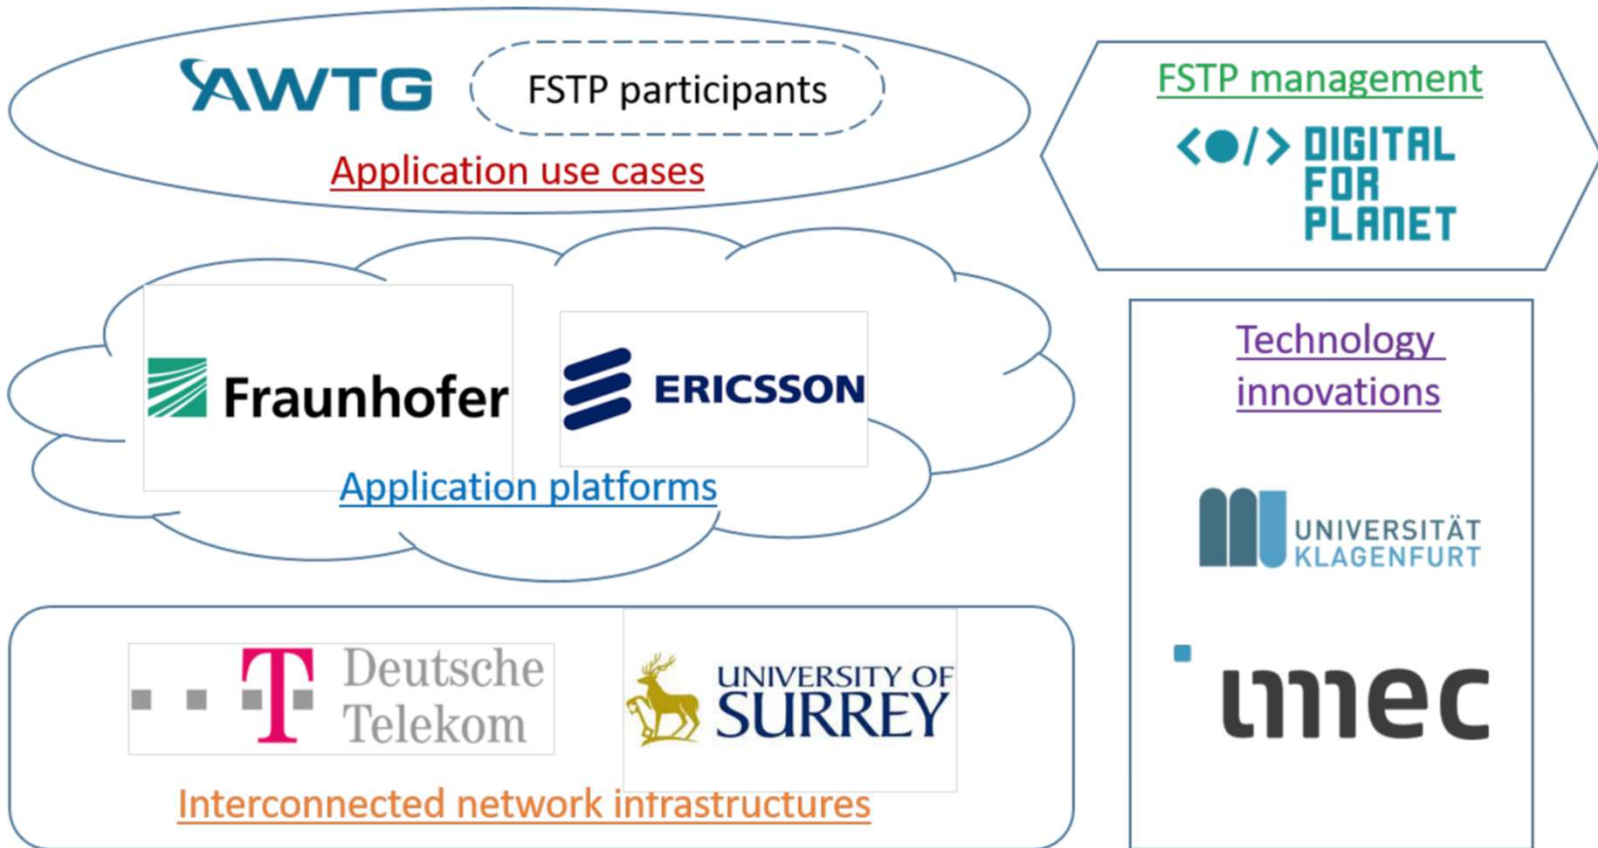 AWTG
FSTP participants
Application use cases
FSTP management
<●/> DIGITAL
FOR
PLANET
Fraunhofer
ERICSSON
Application platforms
Technology
innovations
UNIVERSITÄT
KLAGENFURT
imec
T Deutsche
Telekom
UNIVERSITY OF
SURREY
Interconnected network infrastructures